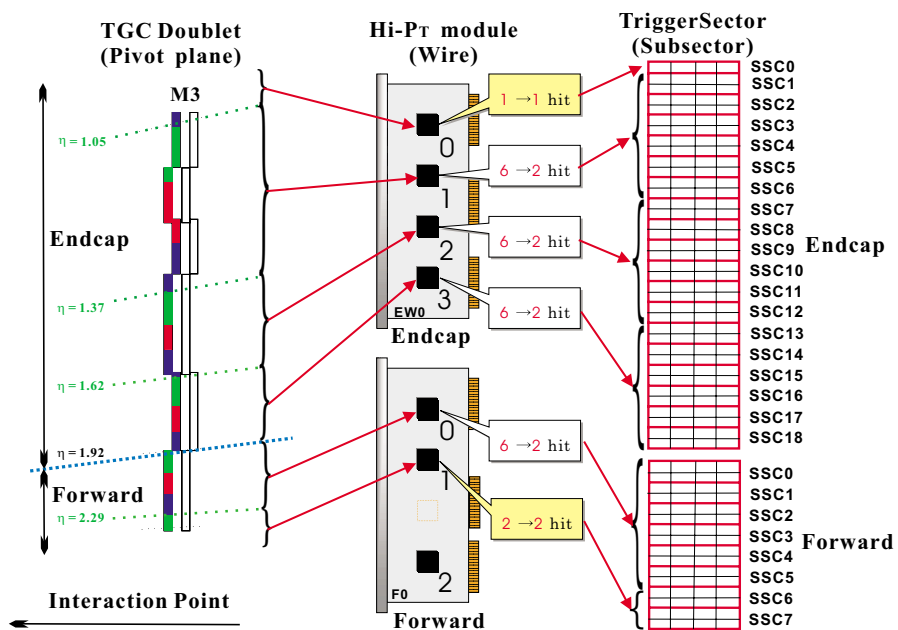 TGC Doublet
(Pivot plane)
Hi-PT module
(Wire)
TriggerSector
(Subsector)
M3
η = 1.05
Endcap
η = 1.37
η = 1.62
η = 1.92
Forward
η = 2.29
Interaction Point
0
1
2
3
EW0
Endcap
0
1
2
F0
Forward
1 → 1 hit
6 → 2 hit
6 → 2 hit
6 → 2 hit
6 → 2 hit
2 → 2 hit
SSC0
SSC1
SSC2
SSC3
SSC4
SSC5
SSC6
SSC7
SSC8
SSC9
SSC10
SSC11
SSC12
SSC13
SSC14
SSC15
SSC16
SSC17
SSC18
Endcap
SSC0
SSC1
SSC2
SSC3
SSC4
SSC5
SSC6
SSC7
Forward